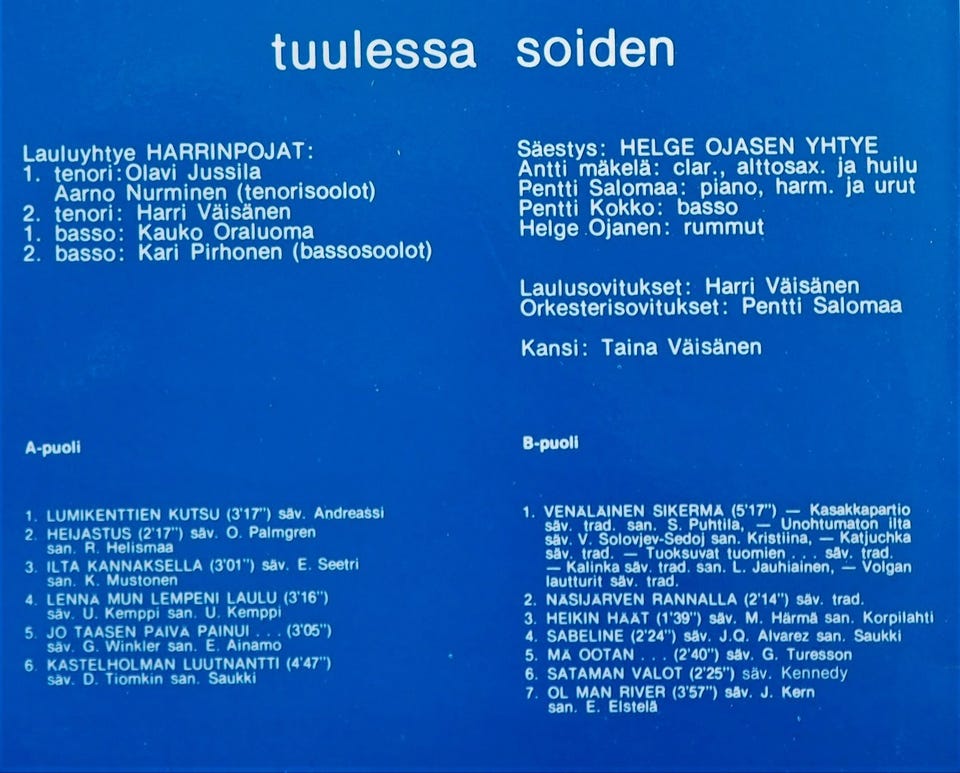 tuulessa soiden
Lauluyhtye HARRINPOJAT:
1. tenori: Olavi Jussila
Aarno Nurminen (tenorisoolot)
2. tenori: Harri Väisänen
1. basso: Kauko Oraluoma
2. basso: Kari Pirhonen (bassosoolot)
Säestys: HELGE OJASEN YHTYE
Antti mäkelä: clar., alttosax. ja huilu
Pentti Salomaa: piano, harm. ja urut
Pentti Kokko: basso
Helge Ojanen: rummut
Laulusovitukset: Harri Väisänen
Orkesterisovitukset: Pentti Salomaa
Kansi: Taina Väisänen
A-puoli
1. LUMIKENTTIEN KUTSU (3'17") säv. Andreassi
2. HEIJASTUS (2'17") säv. O. Palmgren
san. R. Helismaa
3. ILTA KANNAKSELLA (3'01") säv. E. Seetri
san. K. Mustonen
4. LENNÄ MUN LEMPENI LAULU (3'16")
säv. U. Kemppi san. U. Kemppi
5. JO TAASEN PÄIVÄ PAINUI . . . (3'05")
säv. G. Winkler san. E. Ainamo
6. KASTELHOLMAN LUUTNANTTI (4'47")
säv. D. Tiomkin san. Saukki
B-puoli
1. VENÄLÄINEN SIKERMÄ (5'17") — Kasakkapartio
säv. trad. san. S. Puhtila, — Unohtumaton ilta
säv. V. Solovjev-Sedoj san. Kristiina, — Katjuchka
säv. trad. — Tuoksuvat tuomien . . . säv. trad.
— Kalinka säv. trad. san. L. Jauhiainen, — Volgan
lautturit säv. trad.
2. NÄSIJÄRVEN RANNALLA (2'14") säv. trad.
3. HEIKIN HÄÄT (1'39") säv. M. Härmä san. Korpilahti
4. SABELINE (2'24") säv. J.Q. Alvarez san. Saukki
5. MÄ OOTAN . . . (2'40") säv. G. Turesson
6. SATAMAN VALOT (2'25") säv. Kennedy
7. OL MAN RIVER (3'57") säv. J. Kern
san. E. Elstelä